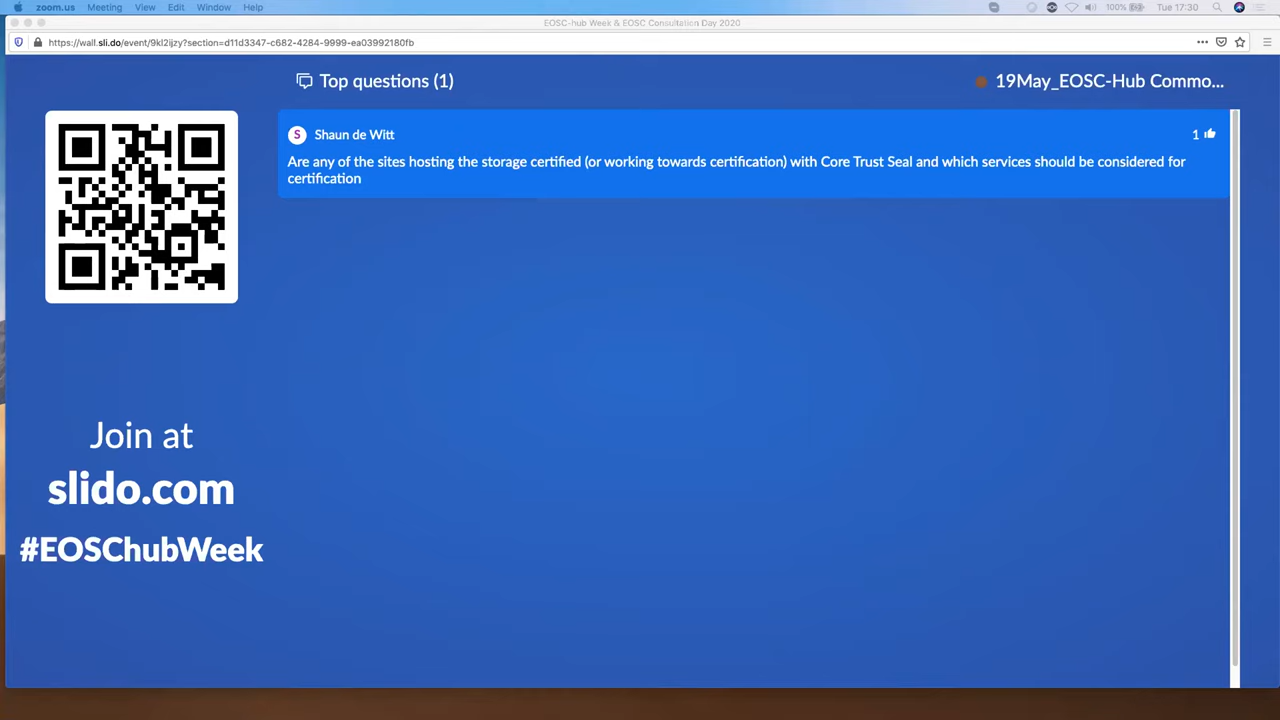 zoom.us Meeting View Edit Window Help 100% Tue 17:30
EOSC-hub Week & EOSC Consultation Day 2020
https://wall.sli.do/event/9kl2ijzy?section=d11d3347-c682-4284-9999-ea03992180fb
Top questions (1)
19May_EOSC-Hub Commo...
S Shaun de Witt 1
Are any of the sites hosting the storage certified (or working towards certification) with Core Trust Seal and which services should be considered for
certification
Join at
slido.com
#EOSChubWeek